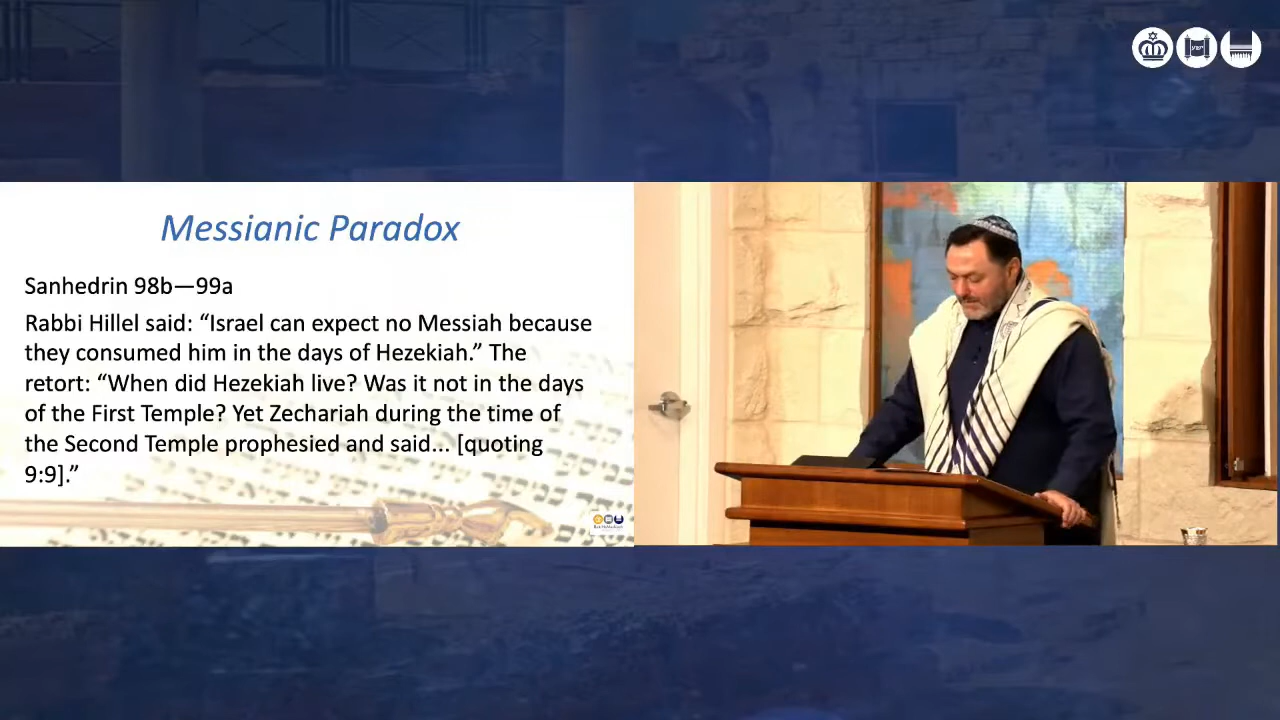 Messianic Paradox
Sanhedrin 98b—99a
Rabbi Hillel said: “Israel can expect no Messiah because
they consumed him in the days of Hezekiah.” The
retort: “When did Hezekiah live? Was it not in the days
of the First Temple? Yet Zechariah during the time of
the Second Temple prophesied and said... [quoting
9:9].”